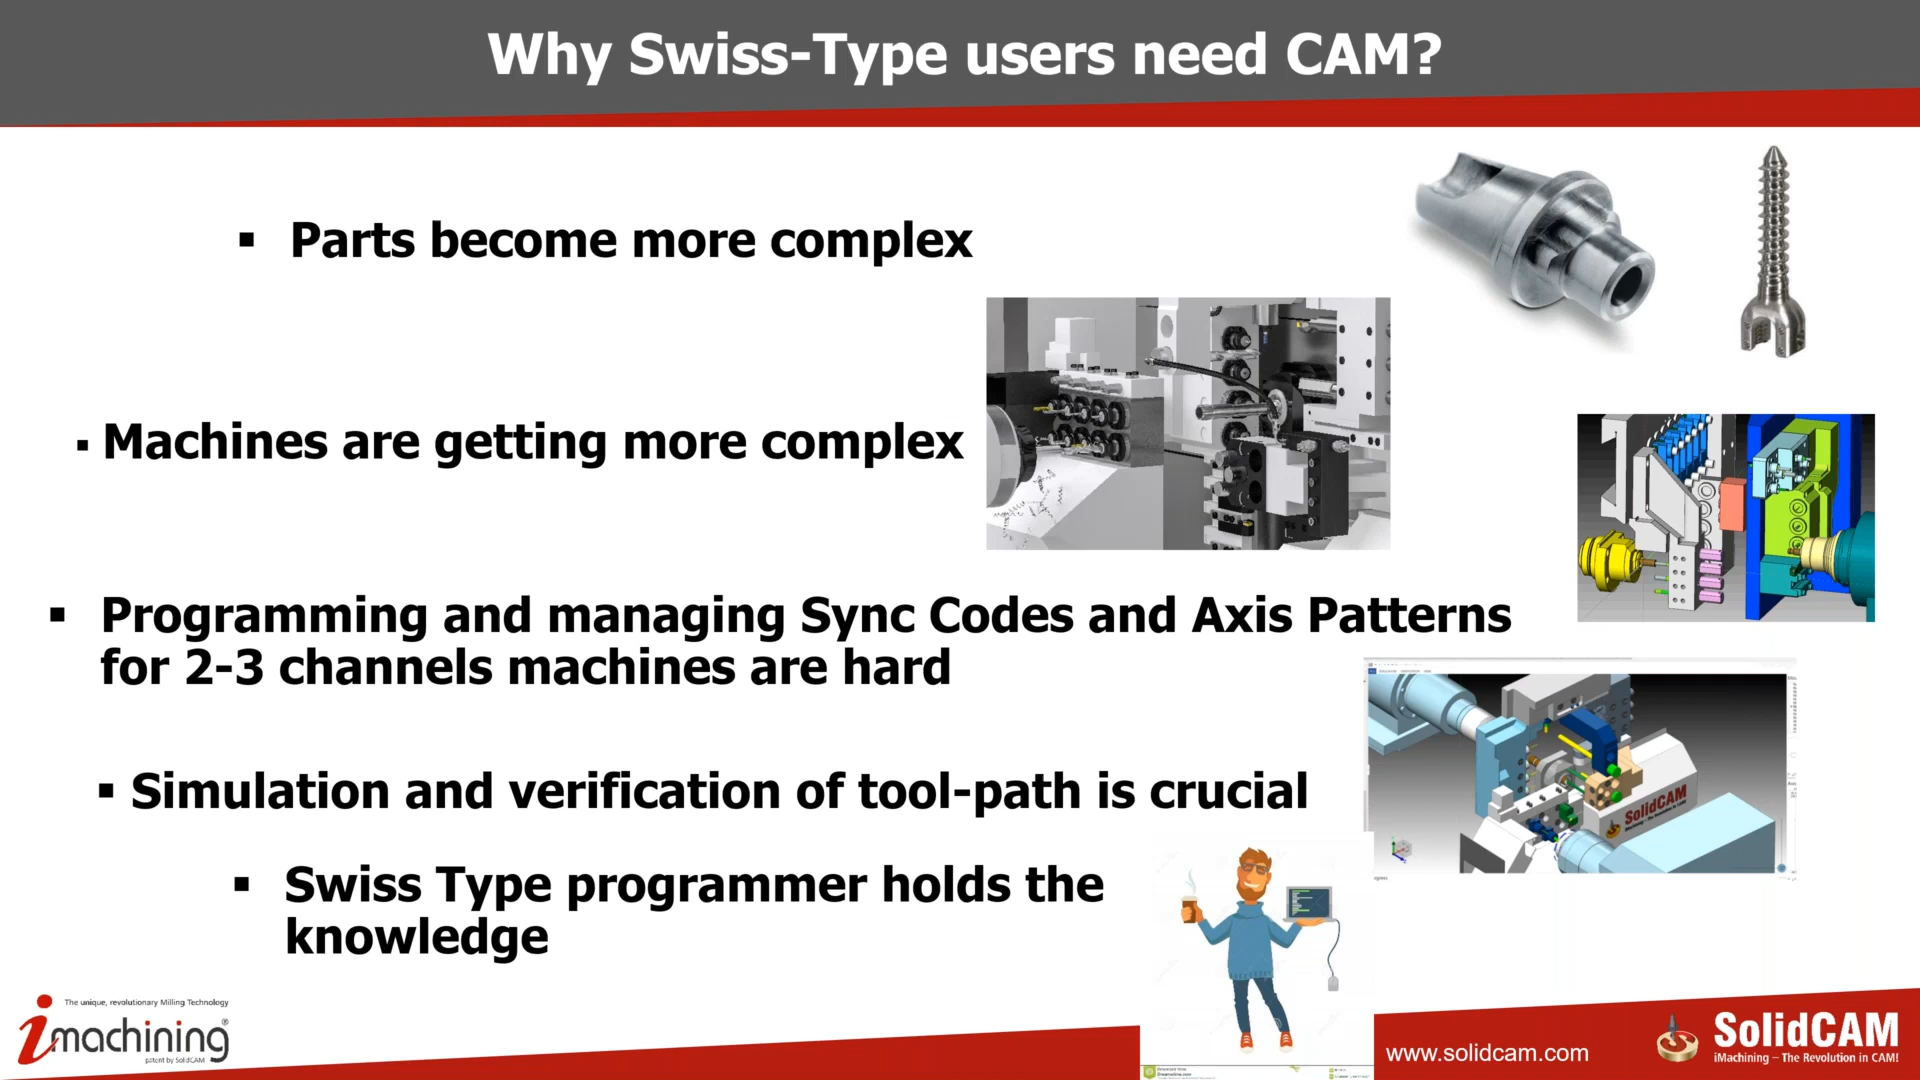 Why Swiss-Type users need CAM?
▪ Parts become more complex
▪ Machines are getting more complex
▪ Programming and managing Sync Codes and Axis Patterns
for 2-3 channels machines are hard
▪ Simulation and verification of tool-path is crucial
SolidCAM
▪ Swiss Type programmer holds the
knowledge
The unique, revolutionary Milling Technology
imachining®
patent by SolidCAM
www.solidcam.com
SolidCAM
iMachining – The Revolution in CAM!